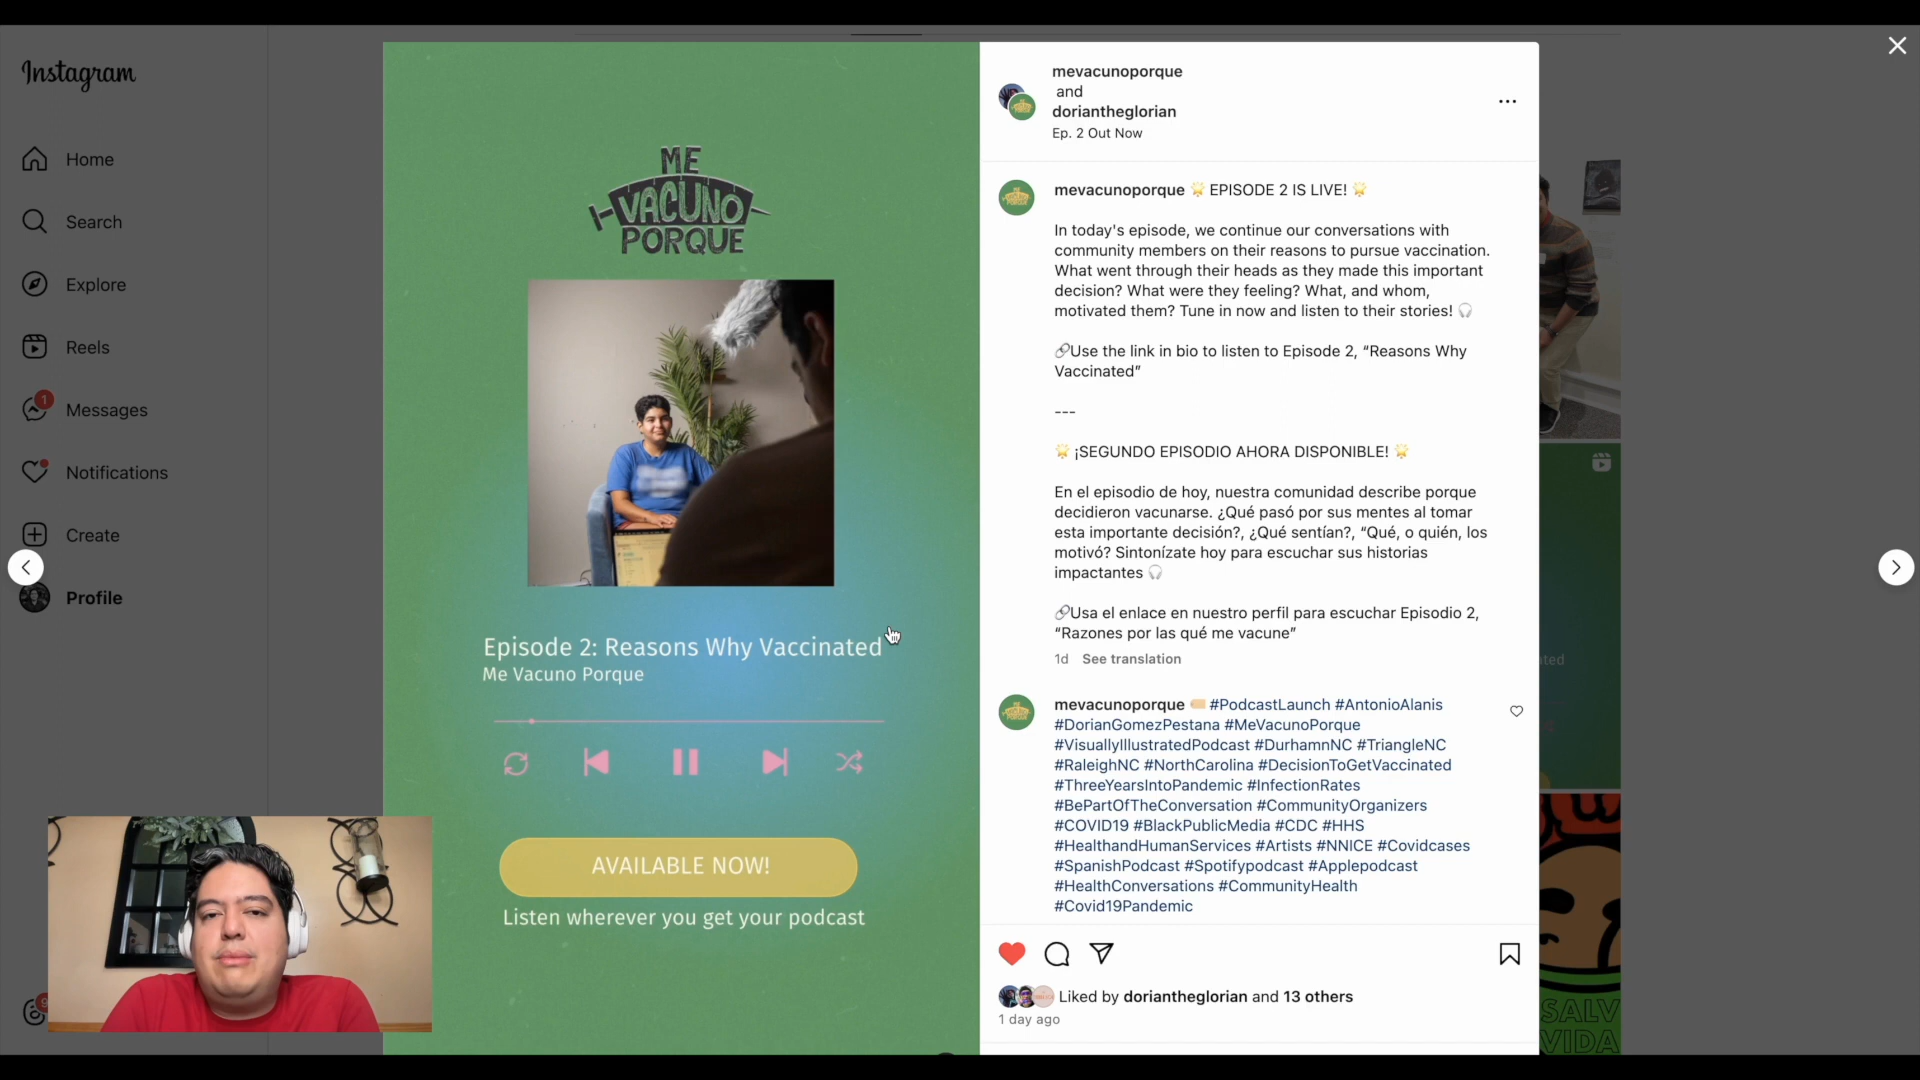 Instagram
Home
Search
Explore
Reels
1
Messages
Notifications
Create
Profile
ME
VACUNO
PORQUE
Episode 2: Reasons Why Vaccinated
Me Vacuno Porque
AVAILABLE NOW!
Listen wherever you get your podcast
mevacunoporque
and
doriantheglorian
Ep. 2 Out Now
mevacunoporque 🌟 EPISODE 2 IS LIVE! 🌟
In today's episode, we continue our conversations with
community members on their reasons to pursue vaccination.
What went through their heads as they made this important
decision? What were they feeling? What, and whom,
motivated them? Tune in now and listen to their stories! 🎧
🔗Use the link in bio to listen to Episode 2, “Reasons Why
Vaccinated”
---
🌟 ¡SEGUNDO EPISODIO AHORA DISPONIBLE! 🌟
En el episodio de hoy, nuestra comunidad describe porque
decidieron vacunarse. ¿Qué pasó por sus mentes al tomar
esta importante decisión?, ¿Qué sentían?, “Qué, o quién, los
motivó? Sintonízate hoy para escuchar sus historias
impactantes 🎧
🔗Usa el enlace en nuestro perfil para escuchar Episodio 2,
“Razones por las qué me vacune”
1d See translation
mevacunoporque 🏷️ #PodcastLaunch #AntonioAlanis
#DorianGomezPestana #MeVacunoPorque
#VisuallyIllustratedPodcast #DurhamnNC #TriangleNC
#RaleighNC #NorthCarolina #DecisionToGetVaccinated
#ThreeYearsIntoPandemic #InfectionRates
#BePartOfTheConversation #CommunityOrganizers
#COVID19 #BlackPublicMedia #CDC #HHS
#HealthandHumanServices #Artists #NNICE #Covidcases
#SpanishPodcast #Spotifypodcast #Applepodcast
#HealthConversations #CommunityHealth
#Covid19Pandemic
Liked by doriantheglorian and 13 others
1 day ago
SALV
VIDA